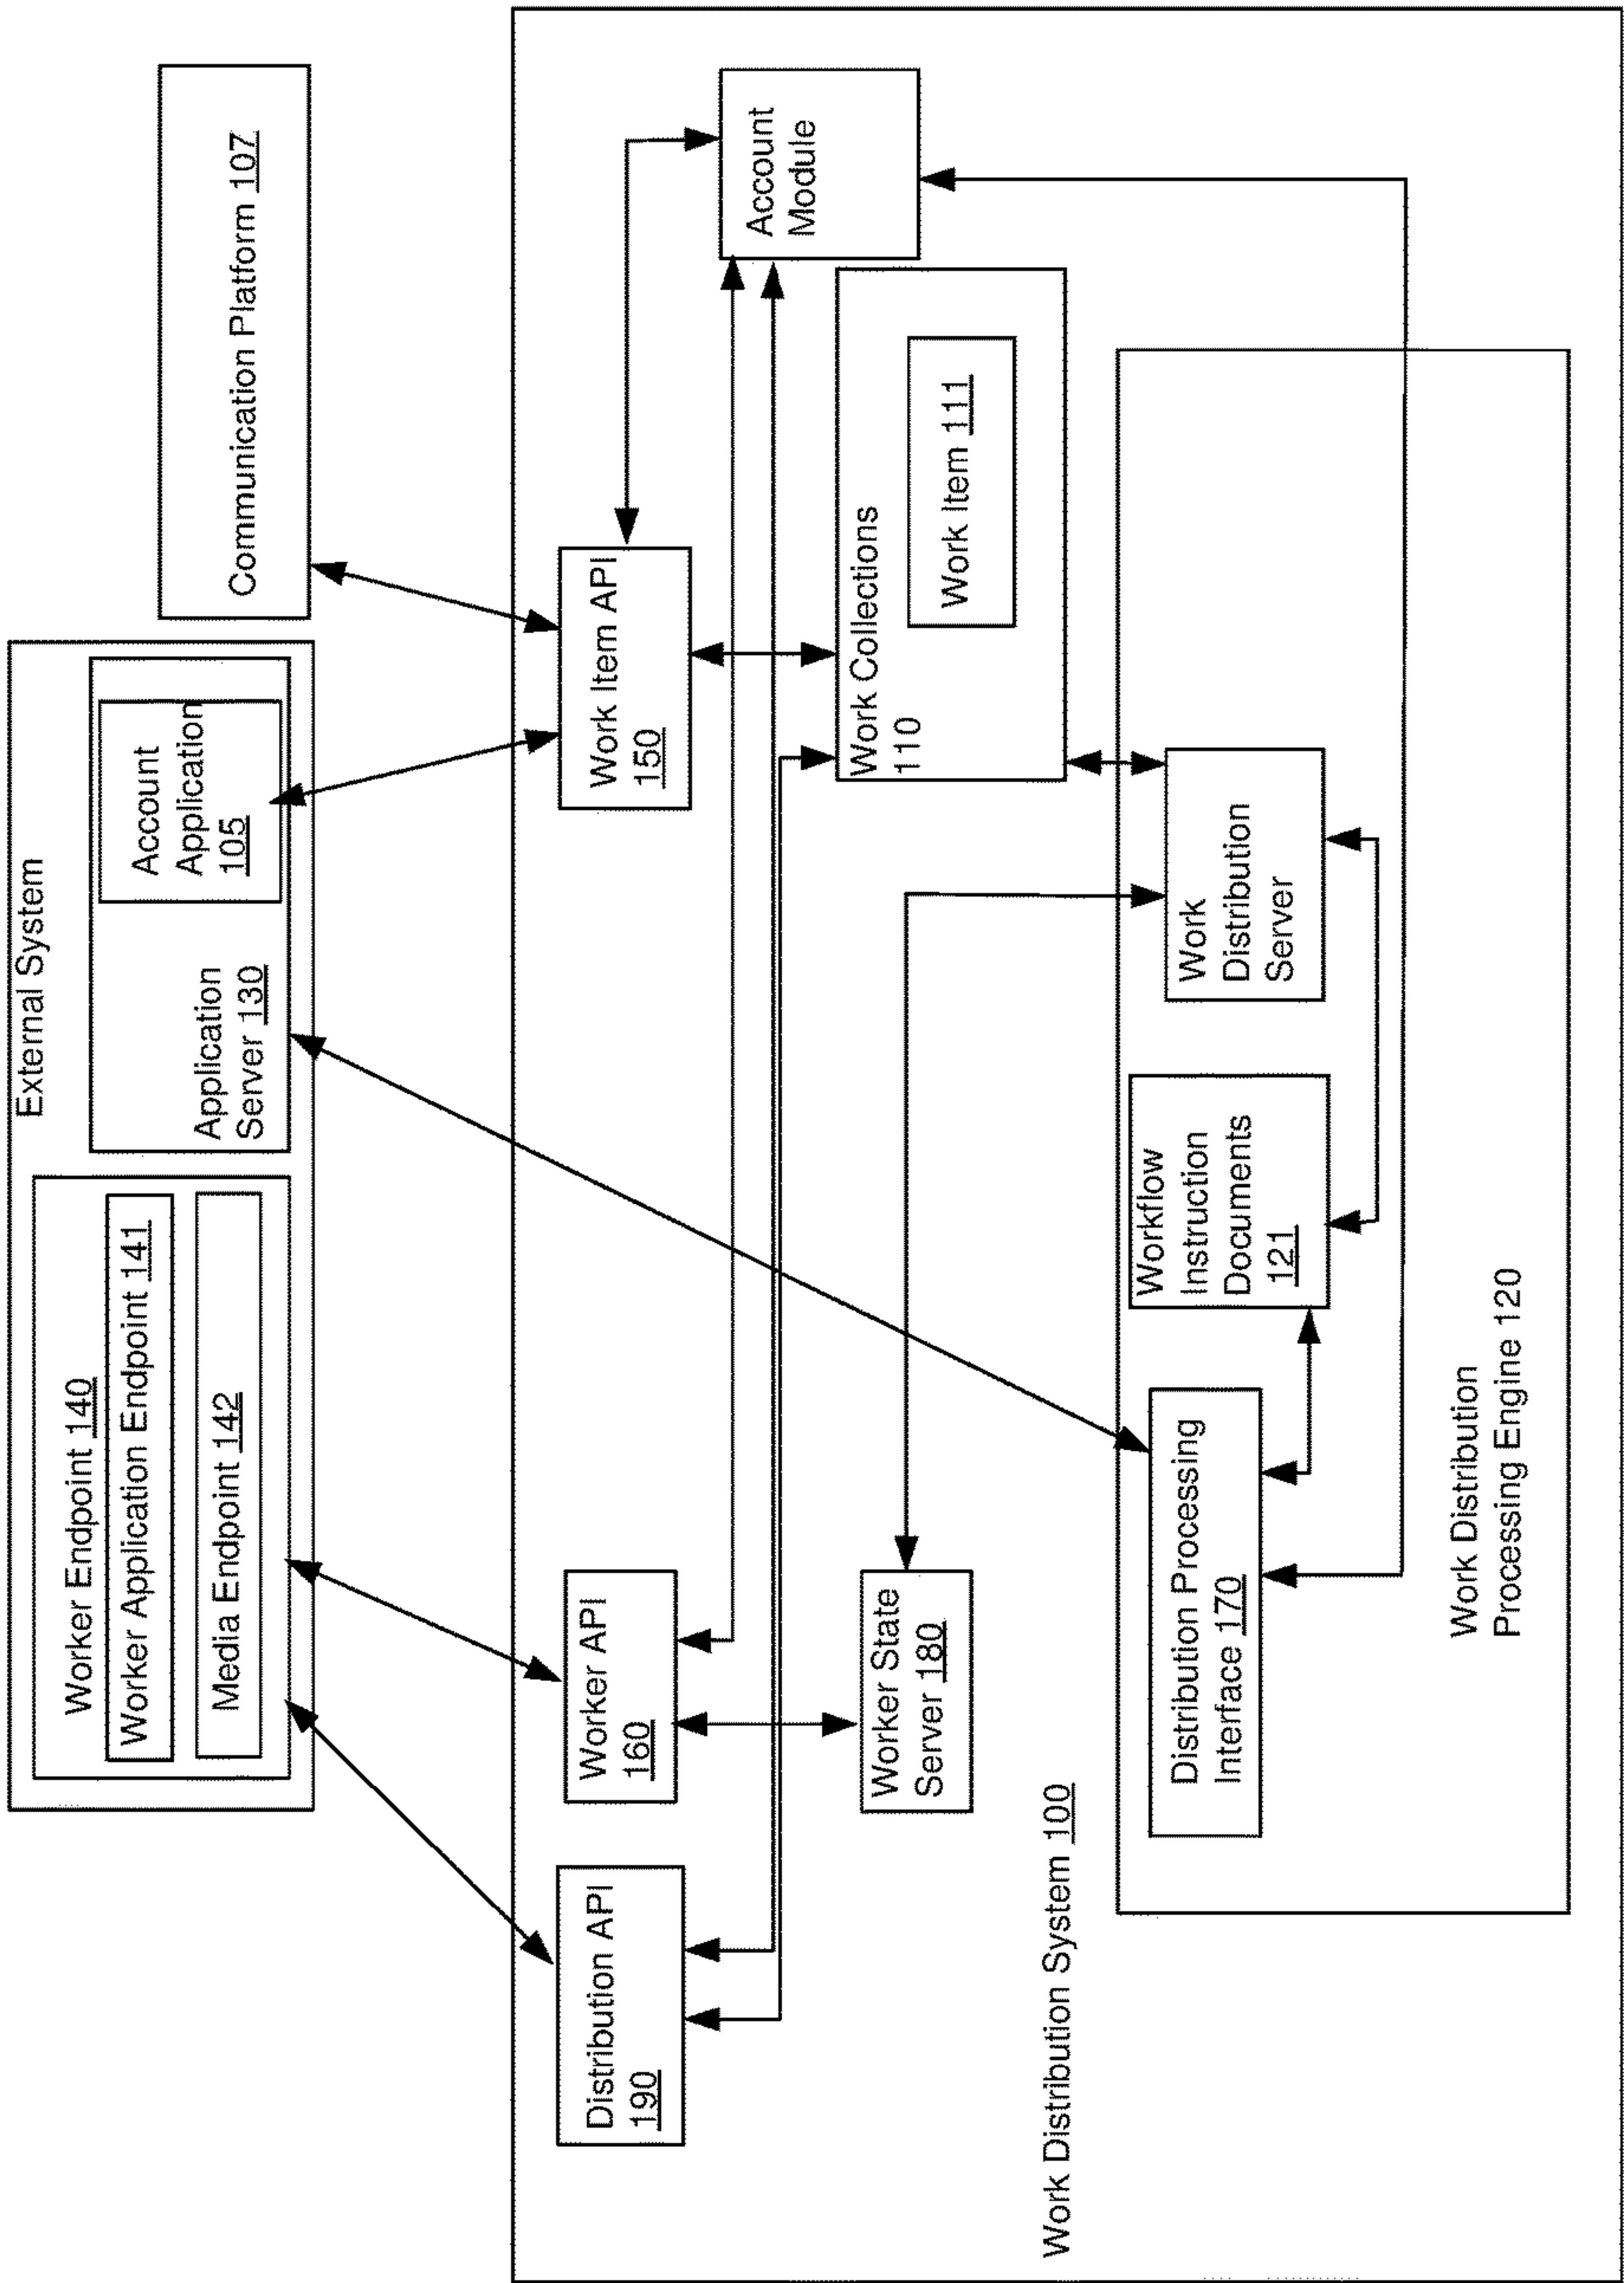 External System
Worker Endpoint 140
Worker Application Endpoint 141
Media Endpoint 142
Application
Server 130
Account
Application
105
Communication Platform 107
Distribution API
190
Worker API
160
Work Item API
150
Account
Module
Worker State
Server 180
Work Collections
110
Work Item 111
Work Distribution System 100
Distribution Processing
Interface 170
Workflow
Instruction
Documents
121
Work
Distribution
Server
Work Distribution
Processing Engine 120